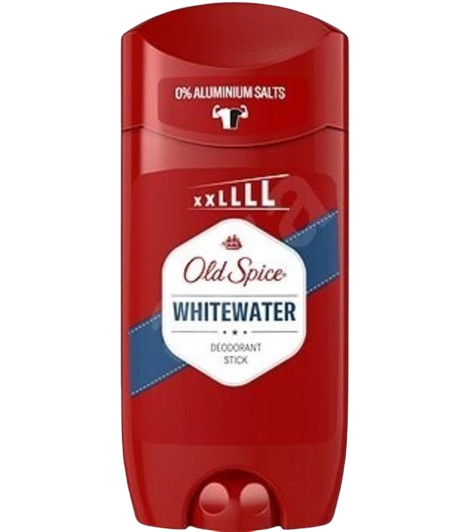 0% ALUMINIUM SALTS
xxLLLL
Old Spice®
WHITEWATER
DEODORANT
STICK